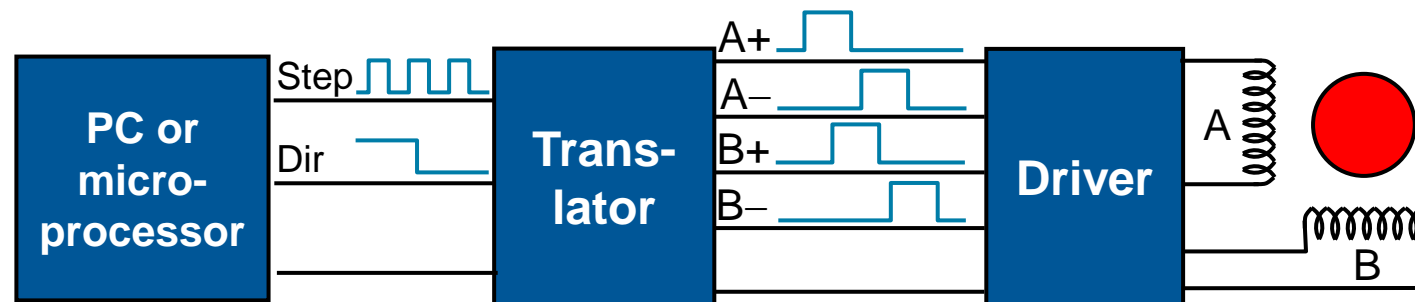 PC or
micro-
processor
Step
Dir
Trans-
lator
A+
A−
B+
B−
Driver
A
B